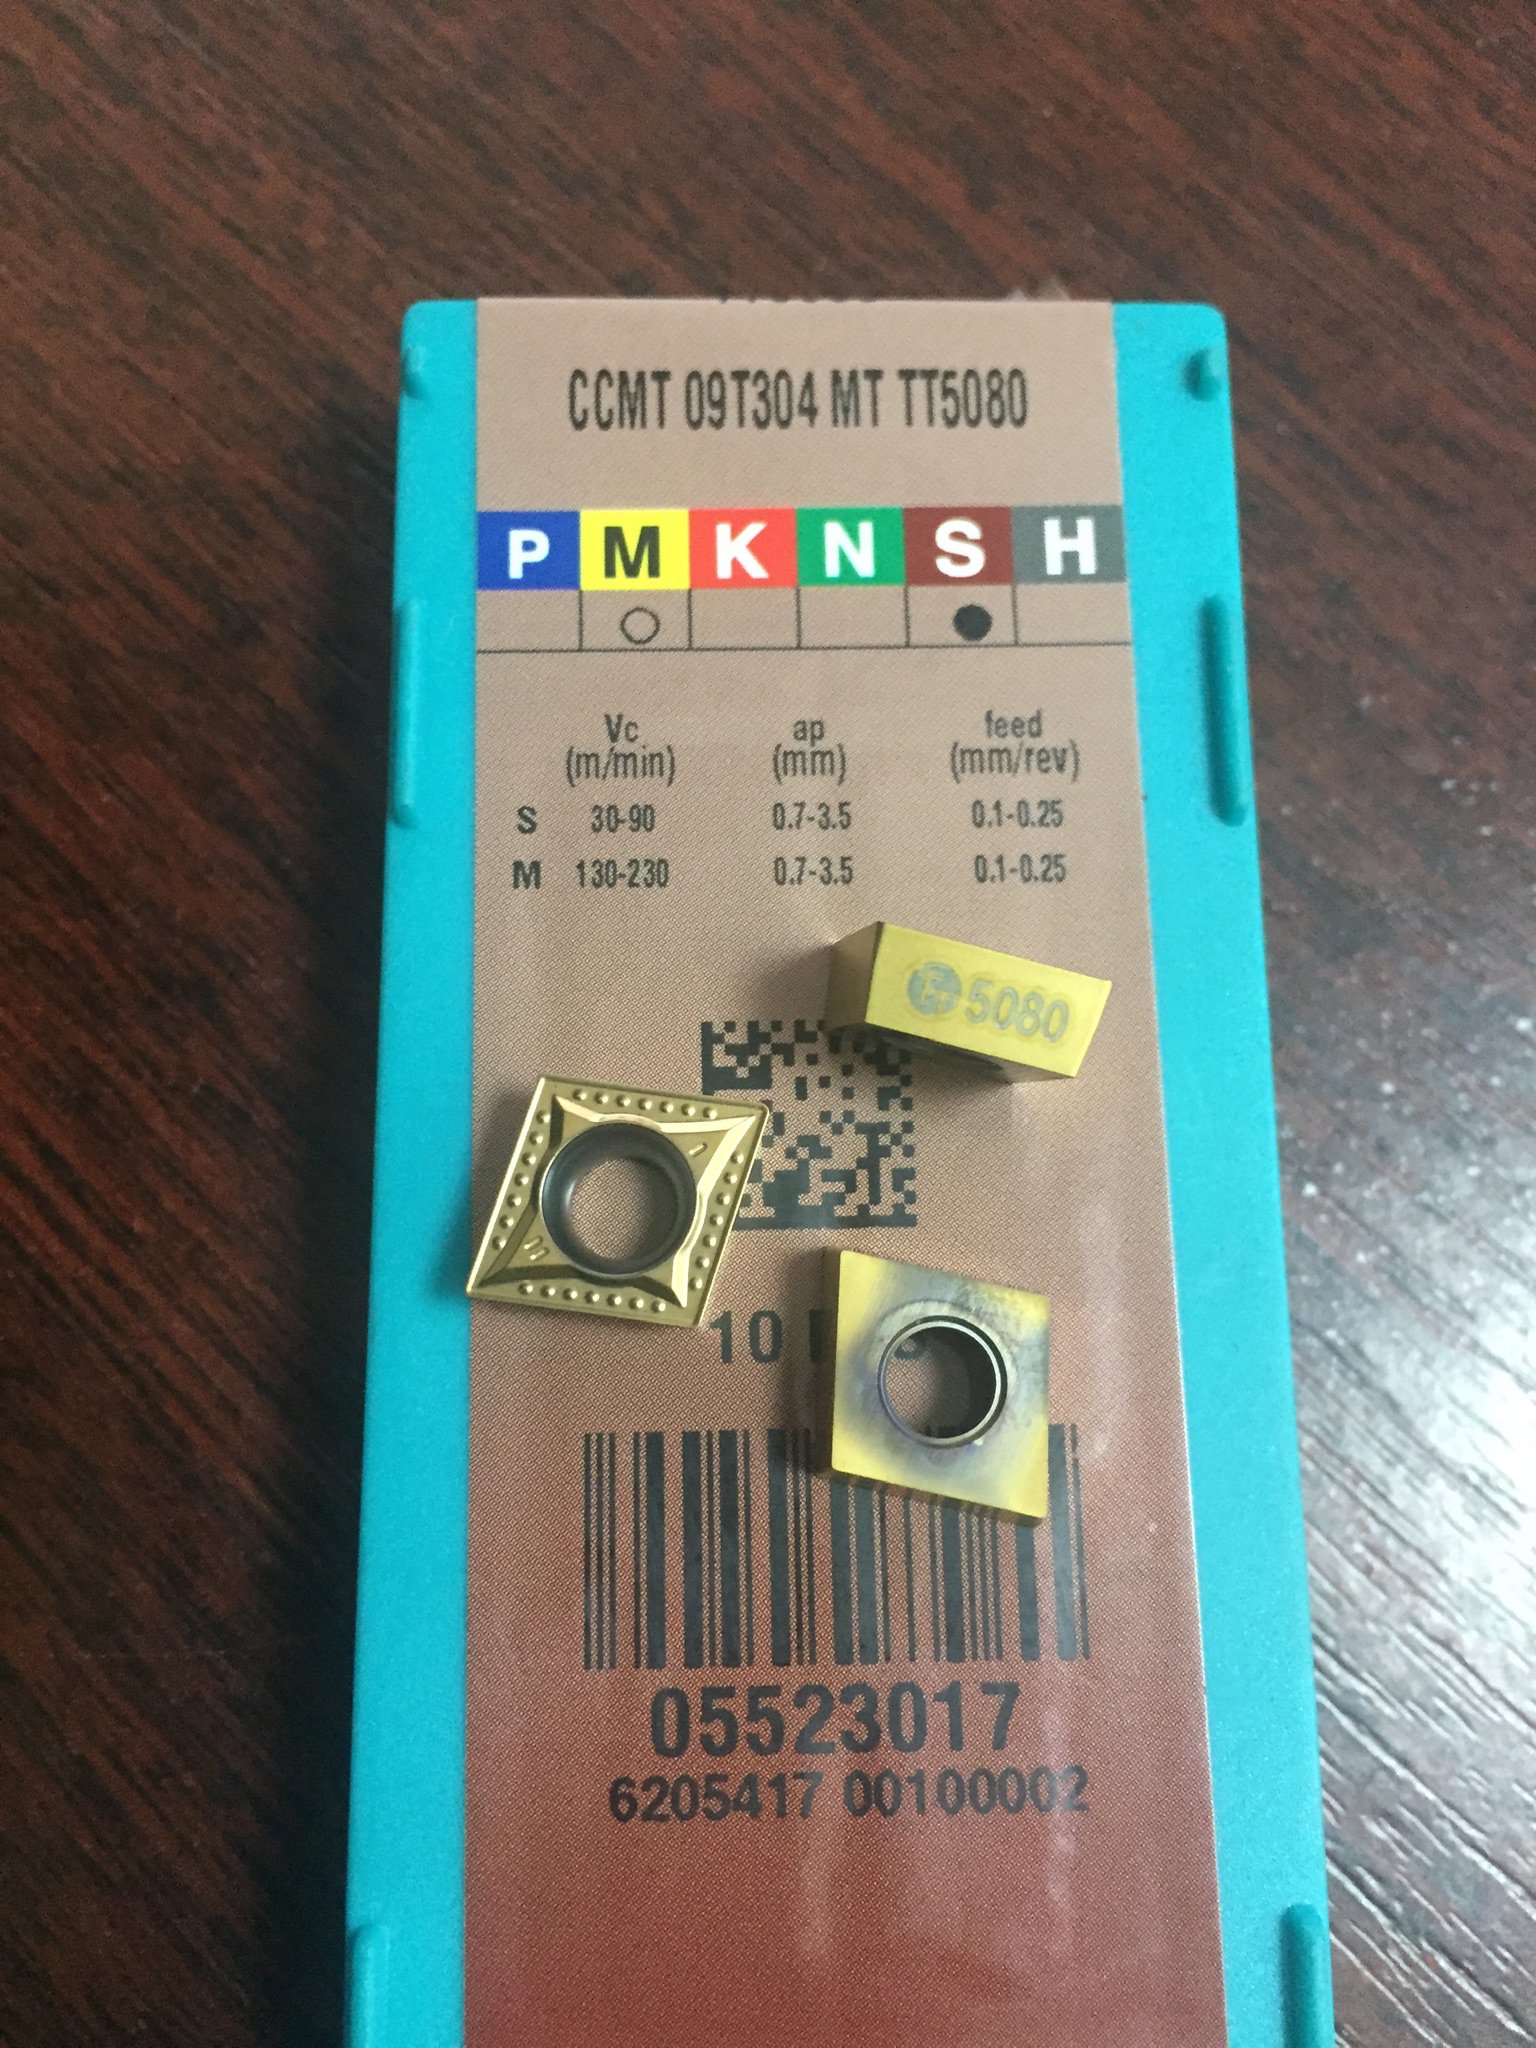 CCMT 09T304 MT TT5080
P M K N S H
Vc ap feed
(m/min) (mm) (mm/rev)
S 30-90 0.7-3.5 0.1-0.25
M 130-230 0.7-3.5 0.1-0.25
5080
10
05523017
6205417 00100002